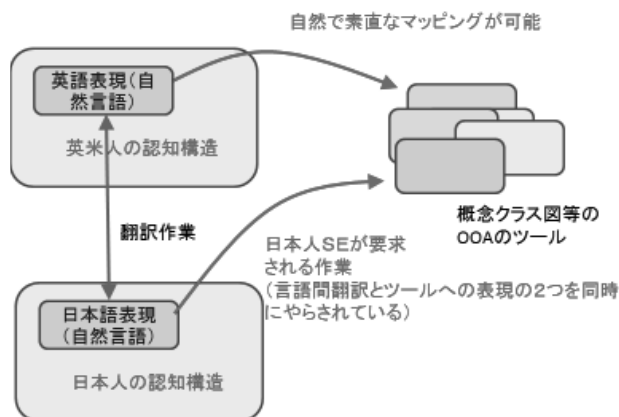 自然で素直なマッピングが可能
英語表現(自
然言語)
英米人の認知構造
翻訳作業
概念クラス図等の
OOAのツール
日本人SEが要求
される作業
(言語間翻訳とツールへの表現の2つを同時
にやらされている)
日本語表現
(自然言語)
日本人の認知構造